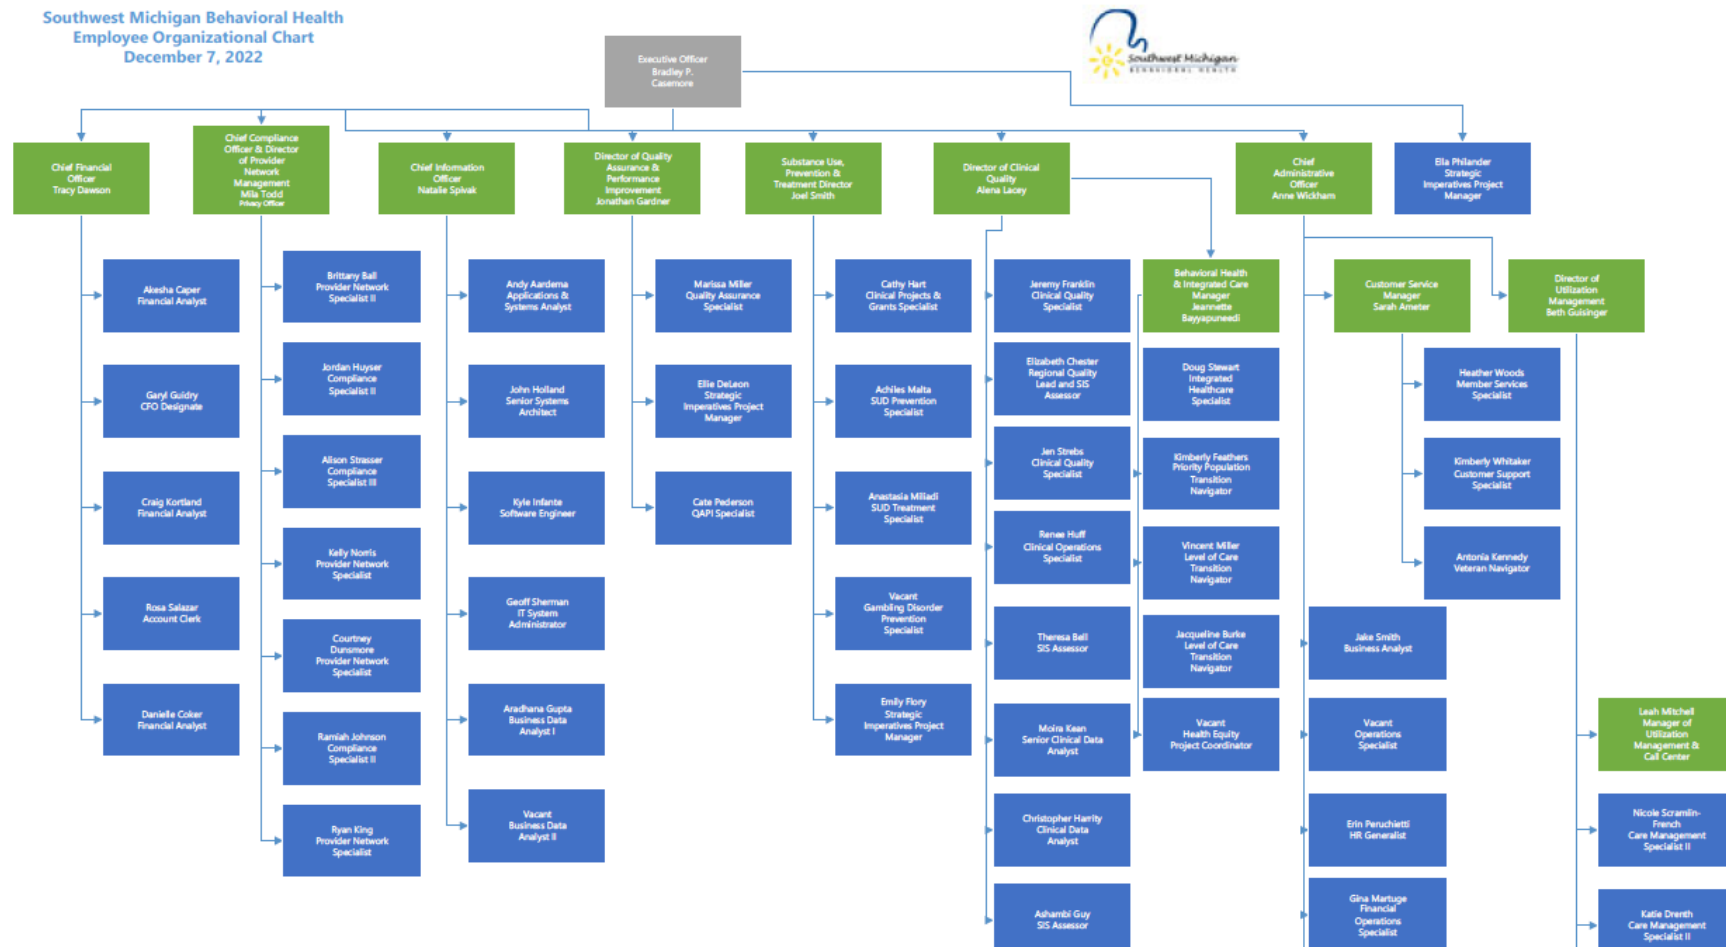 Southwest Michigan Behavioral Health
Employee Organizational Chart
December 7, 2022
Southwest Michigan
BEHAVIORAL HEALTH
Executive Officer
Bradley P.
Casemore
Chief Financial
Officer
Tracy Dawson
Chief Compliance
Officer & Director
of Provider
Network
Management
Mila Todd
Privacy Officer
Chief Information
Officer
Natalie Spivak
Director of Quality
Assurance &
Performance
Improvement
Jonathan Gardner
Substance Use,
Prevention &
Treatment Director
Joel Smith
Director of Clinical
Quality
Alena Lacey
Chief
Administrative
Officer
Anne Wickham
Ella Philander
Strategic
Imperatives Project
Manager
Akesha Caper
Financial Analyst
Garyl Guidry
CFO Designate
Craig Kortland
Financial Analyst
Rosa Salazar
Account Clerk
Danielle Coker
Financial Analyst
Brittany Ball
Provider Network
Specialist II
Jordan Huyser
Compliance
Specialist II
Alison Strasser
Compliance
Specialist III
Kelly Norris
Provider Network
Specialist
Courtney
Dunsmore
Provider Network
Specialist
Ramiah Johnson
Compliance
Specialist II
Ryan King
Provider Network
Specialist
Andy Aardema
Applications &
Systems Analyst
John Holland
Senior Systems
Architect
Kyle Infante
Software Engineer
Geoff Sherman
IT System
Administrator
Aradhana Gupta
Business Data
Analyst I
Vacant
Business Data
Analyst II
Marissa Miller
Quality Assurance
Specialist
Ellie DeLeon
Strategic
Imperatives Project
Manager
Cate Pederson
QAPI Specialist
Cathy Hart
Clinical Projects &
Grants Specialist
Achiles Malta
SUD Prevention
Specialist
Anastasia Miliadi
SUD Treatment
Specialist
Vacant
Gambling Disorder
Prevention
Specialist
Emily Flory
Strategic
Imperatives Project
Manager
Jeremy Franklin
Clinical Quality
Specialist
Elizabeth Chester
Regional Quality
Lead and SIS
Assessor
Jen Strebs
Clinical Quality
Specialist
Renee Huff
Clinical Operations
Specialist
Theresa Bell
SIS Assessor
Moira Kean
Senior Clinical Data
Analyst
Christopher Harrity
Clinical Data
Analyst
Ashambi Guy
SIS Assessor
Behavioral Health
& Integrated Care
Manager
Jeannette
Bayyapuneedi
Doug Stewart
Integrated
Healthcare
Specialist
Kimberly Feathers
Priority Population
Transition
Navigator
Vincent Miller
Level of Care
Transition
Navigator
Jacqueline Burke
Level of Care
Transition
Navigator
Vacant
Health Equity
Project Coordinator
Customer Service
Manager
Sarah Ameter
Heather Woods
Member Services
Specialist
Kimberly Whitaker
Customer Support
Specialist
Antonia Kennedy
Veteran Navigator
Jake Smith
Business Analyst
Vacant
Operations
Specialist
Erin Peruchietti
HR Generalist
Gina Martuge
Financial
Operations
Specialist
Director of
Utilization
Management
Beth Guisinger
Leah Mitchell
Manager of
Utilization
Management &
Call Center
Nicole Scramlin-
French
Care Management
Specialist II
Katie Drenth
Care Management
Specialist II